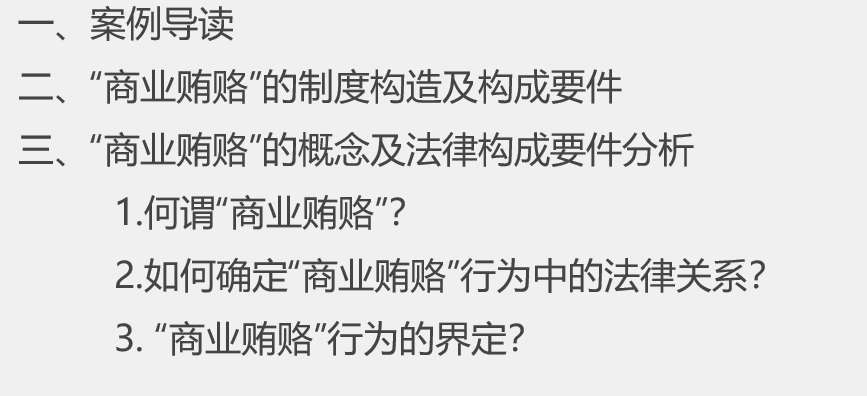 一、案例导读
二、“商业贿赂”的制度构造及构成要件
三、“商业贿赂”的概念及法律构成要件分析
1.何谓“商业贿赂”？
2.如何确定“商业贿赂”行为中的法律关系？
3. “商业贿赂”行为的界定？